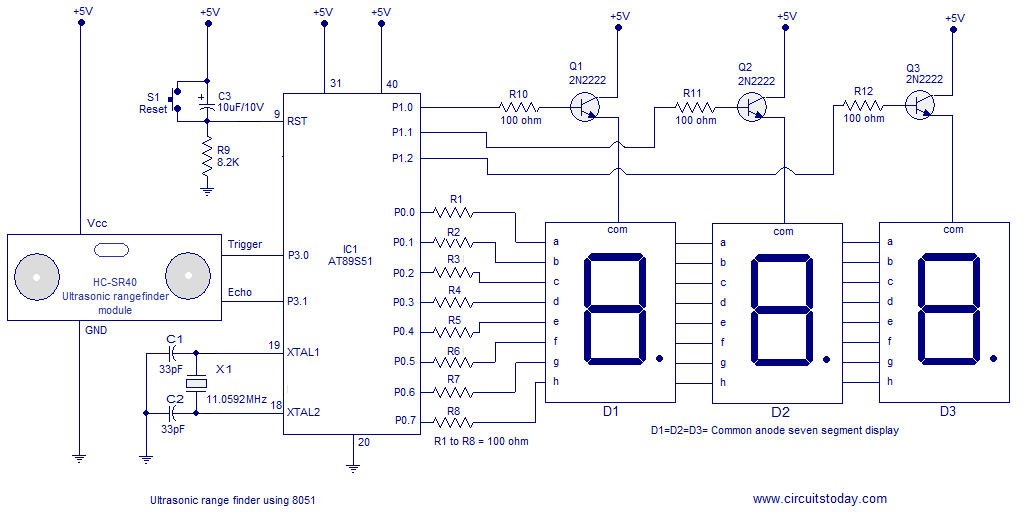 +5V
+5V
+5V
+5V
+5V
+5V
+5V
31
40
S1
Reset
C3
10uF/10V
9
RST
R9
8.2K
P1.0
P1.1
P1.2
R10
100 ohm
Q1
2N2222
R11
100 ohm
Q2
2N2222
R12
100 ohm
Q3
2N2222
Vcc
HC-SR40
Ultrasonic rangefinder
module
GND
Trigger
P3.0
Echo
P3.1
IC1
AT89S51
P0.0
R1
P0.1
R2
P0.2
R3
P0.3
R4
P0.4
R5
P0.5
R6
P0.6
R7
P0.7
R8
R1 to R8 = 100 ohm
C1
33pF
19
XTAL1
X1
11.0592MHz
C2
33pF
18
XTAL2
20
com
a
b
c
d
e
f
g
h
D1
com
a
b
c
d
e
f
g
h
D2
com
a
b
c
d
e
f
g
h
D3
D1=D2=D3= Common anode seven segment display
Ultrasonic range finder using 8051
www.circuitstoday.com